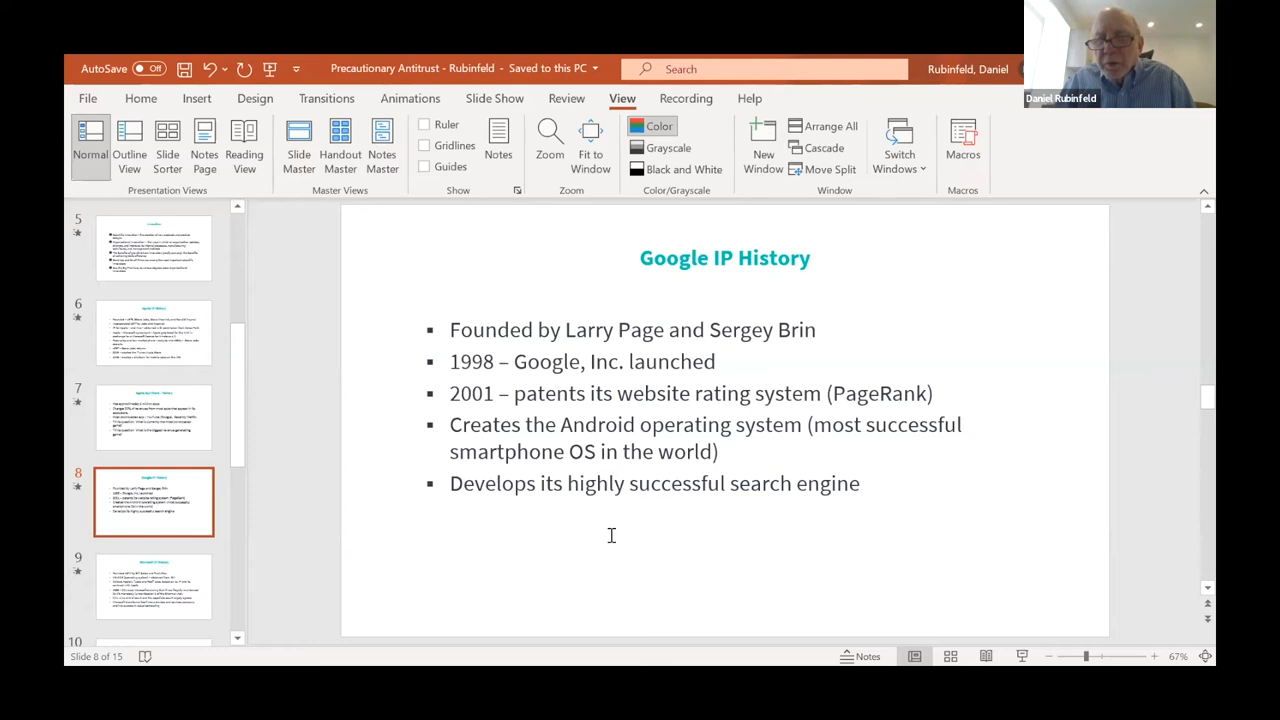 AutoSave Off
Precautionary Antitrust - Rubinfeld - Saved to this PC
Search
Rubinfeld, Daniel
Daniel Rubinfeld
File Home Insert Design Transitions Animations Slide Show Review View Recording Help
Normal
Outline View
Slide Sorter
Notes Page
Reading View
Presentation Views
Slide Master
Handout Master
Notes Master
Master Views
Ruler
Gridlines
Guides
Show
Notes
Zoom
Fit to Window
Zoom
Color
Grayscale
Black and White
Color/Grayscale
New Window
Arrange All
Cascade
Move Split
Switch Windows
Window
Macros
Macros
5
6
7
8
9
10
Google IP History
Founded by Larry Page and Sergey Brin
1998 – Google, Inc. launched
2001 – patents its website rating system (PageRank)
Creates the Android operating system (most successful
smartphone OS in the world)
Develops its highly successful search engine
Slide 8 of 15
Notes
67%